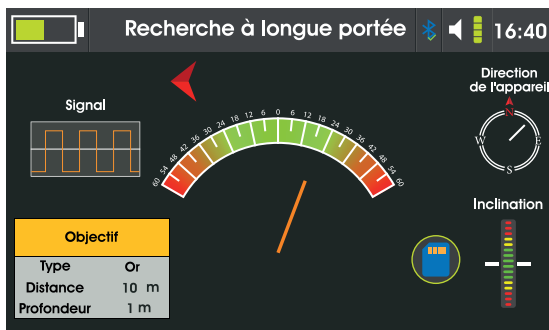 Recherche à longue portée
16:40
Signal
60 54 48 42 36 30 24 18 12 6 0 6 12 18 24 30 36 42 48 54 60
Direction
de l'appareil
N
W E
S
Inclination
Objectif
Type Or
Distance 10 m
Profondeur 1 m